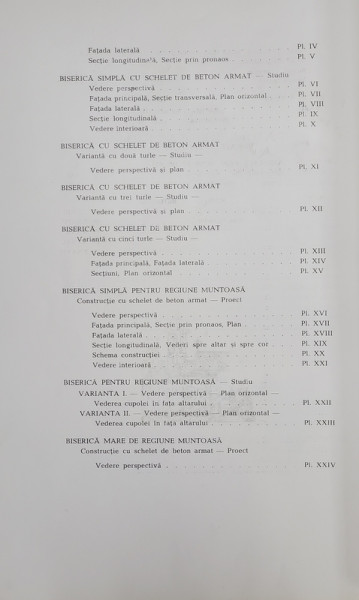 Fațada laterală . . . . . . . . . . . . Pl. IV
Secție longitudinală, Secție prin pronaos . . . . . Pl. V
BISERICĂ SIMPLĂ CU SCHELET DE BETON ARMAT — Studiu
Vedere perspectivă . . . . . . . . . . . Pl. VI
Fațada principală, Secție transversală, Plan orizontal . . . Pl. VII
Fațada laterală . . . . . . . . . . . . Pl. VIII
Secție longitudinală . . . . . . . . . . . Pl. IX
Vedere interioară . . . . . . . . . . . . Pl. X
BISERICĂ CU SCHELET DE BETON ARMAT
Variantă cu două turle — Studiu —
Vedere perspectivă și plan . . . . . . . . . Pl. XI
BISERICĂ CU SCHELET DE BETON ARMAT
Variantă cu trei turle — Studiu —
Vedere perspectivă și plan . . . . . . . . . Pl. XII
BISERICĂ CU SCHELET DE BETON ARMAT
Variantă cu cinci turle — Studiu —
Vedere perspectivă . . . . . . . . . . . Pl. XIII
Fațada principală, Fațada laterală . . . . . . . Pl. XIV
Secțiuni, Plan orizontal . . . . . . . . . . Pl. XV
BISERICĂ SIMPLĂ PENTRU REGIUNE MUNTOASĂ
Construcție cu schelet de beton armat — Proect
Vedere perspectivă . . . . . . . . . . . Pl. XVI
Fațada principală, Secție prin pronaos, Plan . . . . Pl. XVII
Fațada laterală . . . . . . . . . . . . Pl. XVIII
Secție longitudinală, Vederi spre altar și spre cor . . . Pl. XIX
Schema construcției . . . . . . . . . . . Pl. XX
Vedere interioară . . . . . . . . . . . . Pl. XXI
BISERICĂ PENTRU REGIUNE MUNTOASĂ — Studiu
VARIANTA I. — Vedere perspectivă — Plan orizontal —
Vederea cupolei în fața altarului . . . . . . . Pl. XXII
VARIANTA II. — Vedere perspectivă — Plan orizontal —
Vederea cupolei în fața altarului . . . . . . . Pl. XXIII
BISERICĂ MARE DE REGIUNE MUNTOASĂ
Construcție cu schelet de beton armat — Proect
Vedere perspectivă . . . . . . . . . . . Pl. XXIV